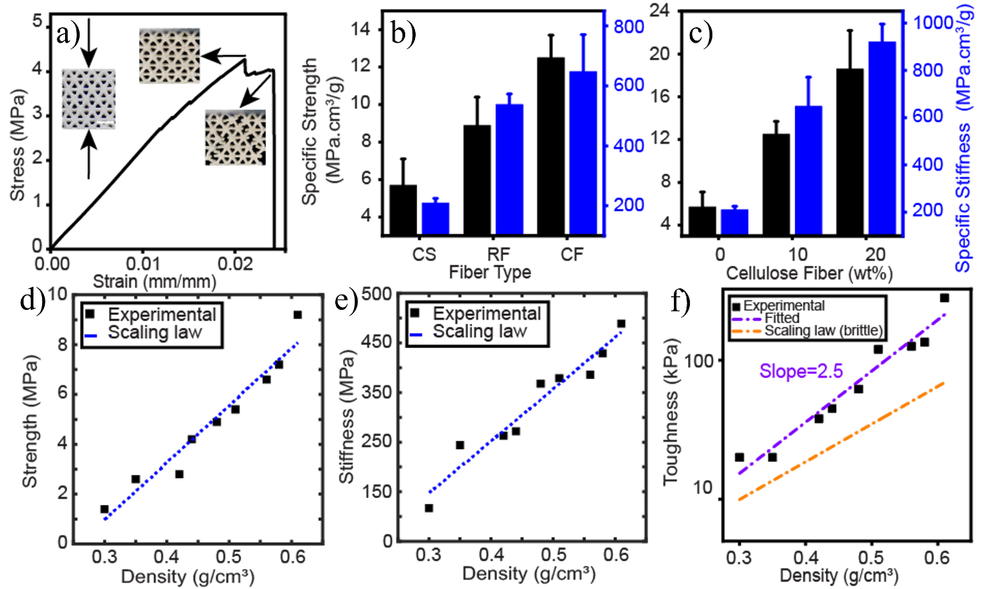 a)
Stress (MPa)
5
4
3
2
1
0
0.00 0.01 0.02
Strain (mm/mm)
b)
Specific Strength
(MPa.cm³/g)
14
12
10
8
6
4
800
600
400
200
CS RF CF
Fiber Type
c)
24
20
16
12
8
4
1000
800
600
400
200
Specific Stiffness (MPa.cm³/g)
0 10 20
Cellulose Fiber (wt%)
d)
Strength (MPa)
10
8
6
4
2
0
Experimental
Scaling law
0.3 0.4 0.5 0.6
Density (g/cm³)
e)
Stiffness (MPa)
500
450
350
250
150
0
Experimental
Scaling law
0.3 0.4 0.5 0.6
Density (g/cm³)
f)
Toughness (kPa)
100
10
Experimental
Fitted
Scaling law (brittle)
Slope=2.5
0.3 0.4 0.5 0.6
Density (g/cm³)